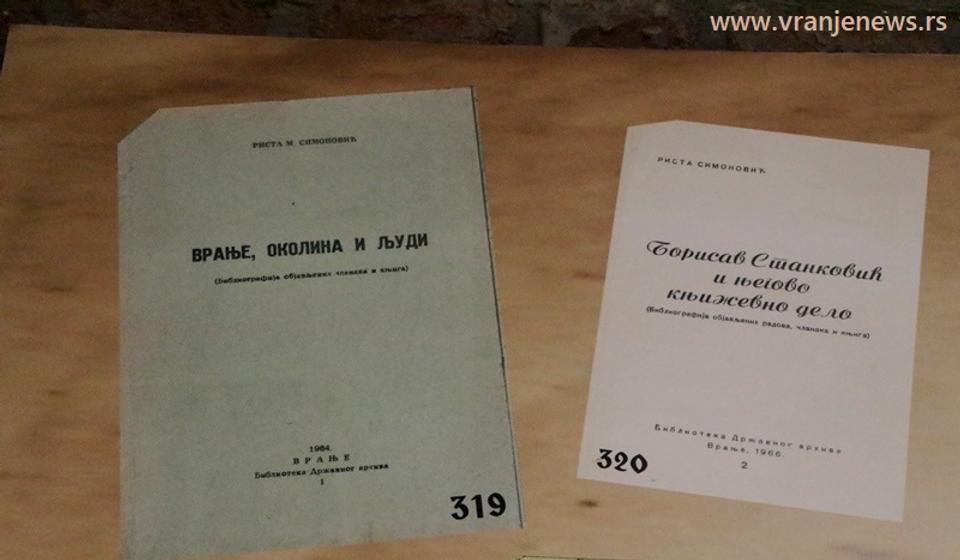 www.vranjenews.rs
РИСТА М. СИМОНОВИЋ
ВРАЊЕ, ОКОЛИНА И ЉУДИ
(Библиографија објављених чланака и књига)
1964.
ВРАЊЕ
Библиотека Државног архива
1
319
РИСТА СИМОНОВИЋ
Борисав Станковић
и његово
књижевно дело
(Библиографија објављених радова, чланака и књига)
Библиотека Државног архива
Врање, 1966.
2
320